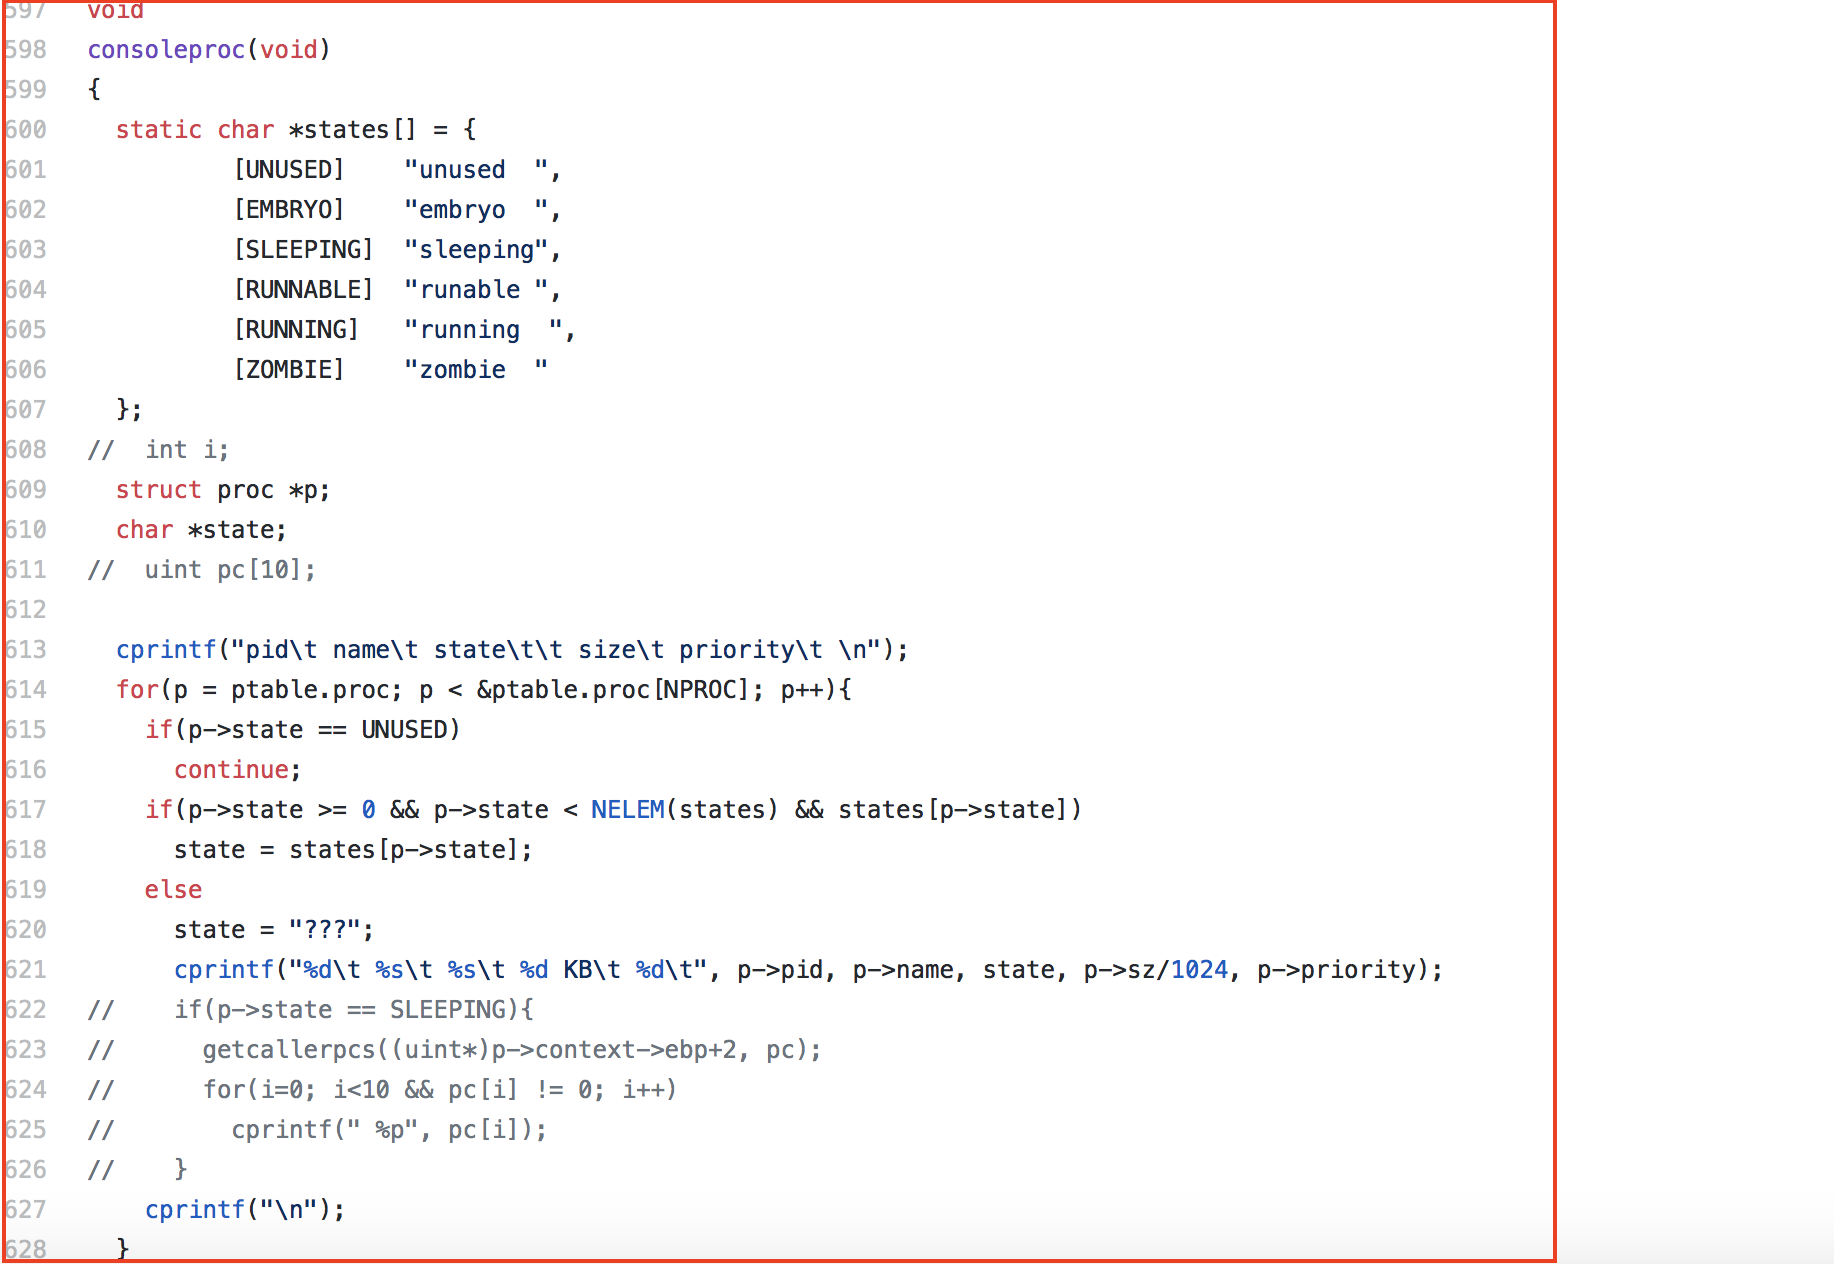 597 void
598 consoleproc(void)
599 {
600   static char *states[] = {
601           [UNUSED]    "unused  ",
602           [EMBRYO]    "embryo  ",
603           [SLEEPING]  "sleeping",
604           [RUNNABLE]  "runable ",
605           [RUNNING]   "running  ",
606           [ZOMBIE]    "zombie  "
607   };
608 //  int i;
609   struct proc *p;
610   char *state;
611 //  uint pc[10];
612
613   cprintf("pid\t name\t state\t\t size\t priority\t \n");
614   for(p = ptable.proc; p < &ptable.proc[NPROC]; p++){
615     if(p->state == UNUSED)
616       continue;
617     if(p->state >= 0 && p->state < NELEM(states) && states[p->state])
618       state = states[p->state];
619     else
620       state = "???";
621       cprintf("%d\t %s\t %s\t %d KB\t %d\t", p->pid, p->name, state, p->sz/1024, p->priority);
622 //    if(p->state == SLEEPING){
623 //      getcallerpcs((uint*)p->context->ebp+2, pc);
624 //      for(i=0; i<10 && pc[i] != 0; i++)
625 //        cprintf(" %p", pc[i]);
626 //    }
627     cprintf("\n");
628   }